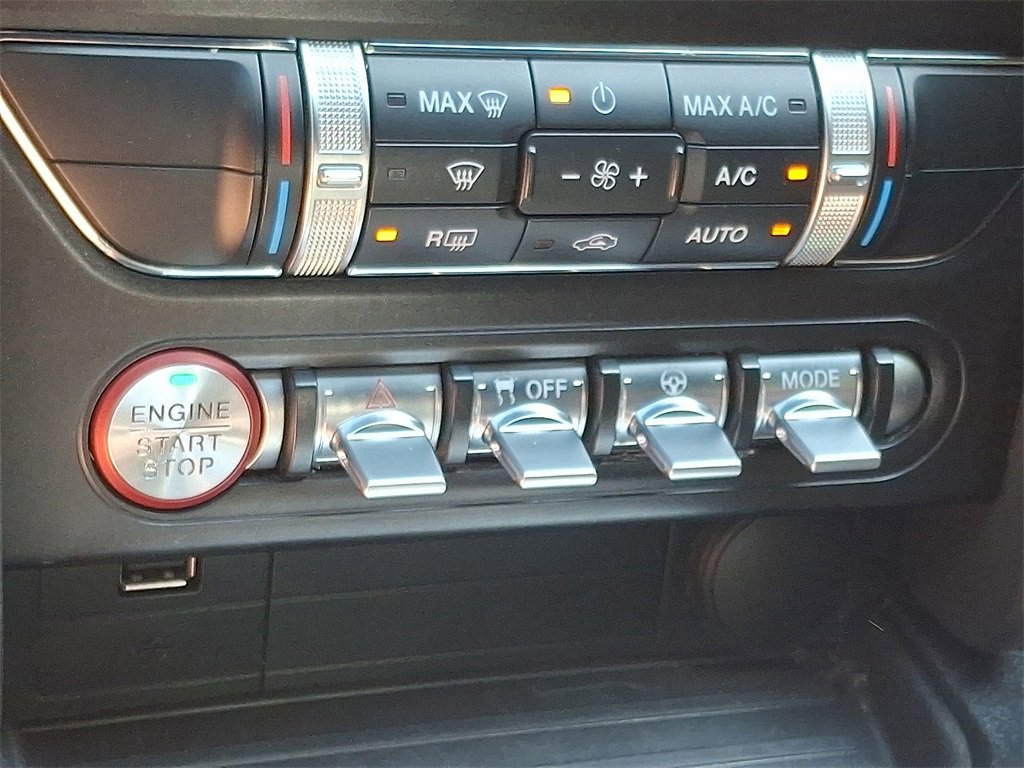 MAX
MAX A/C
- +
A/C
R
AUTO
ENGINE
START
STOP
OFF
MODE